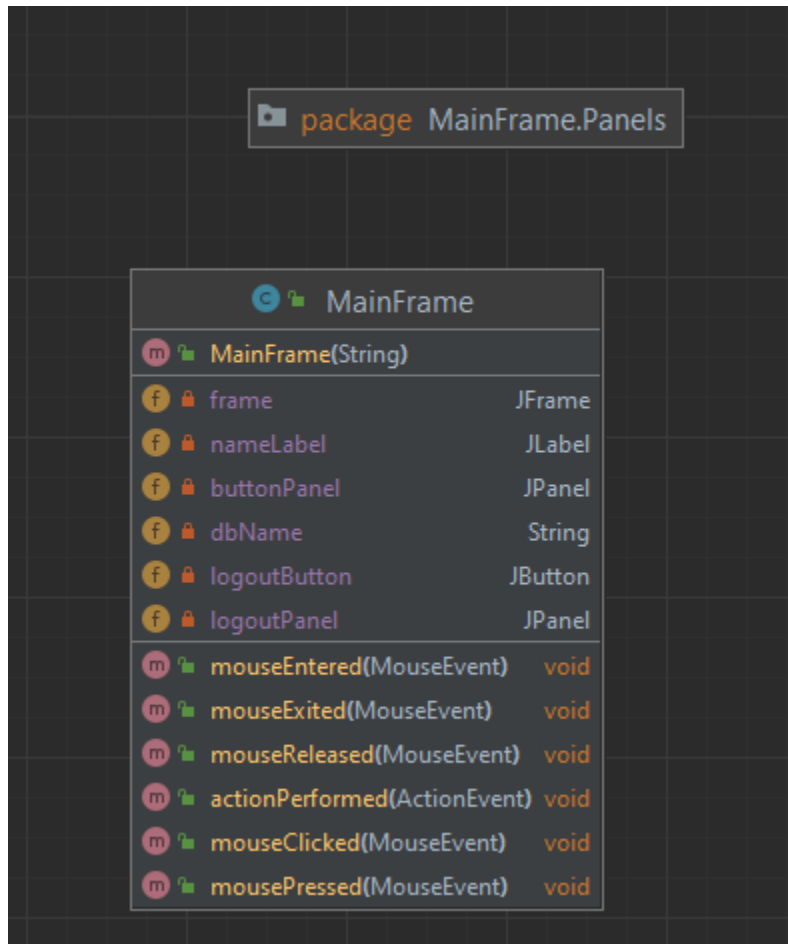 package MainFrame.Panels
MainFrame
MainFrame(String)
frame JFrame
nameLabel JLabel
buttonPanel JPanel
dbName String
logoutButton JButton
logoutPanel JPanel
mouseEntered(MouseEvent) void
mouseExited(MouseEvent) void
mouseReleased(MouseEvent) void
actionPerformed(ActionEvent) void
mouseClicked(MouseEvent) void
mousePressed(MouseEvent) void